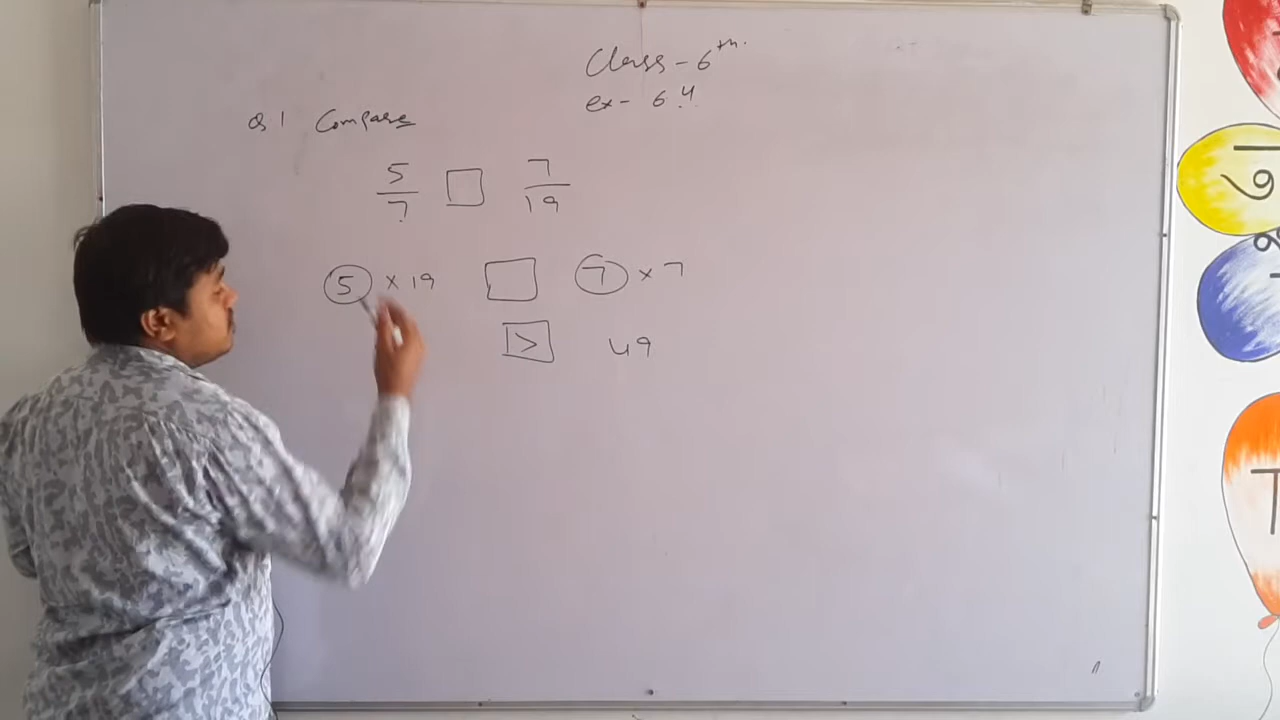 Class - 6th.
ex - 6.4
Q1 Compare
5/7 □ 7/19
5 × 19 □ 7 × 7
> 49